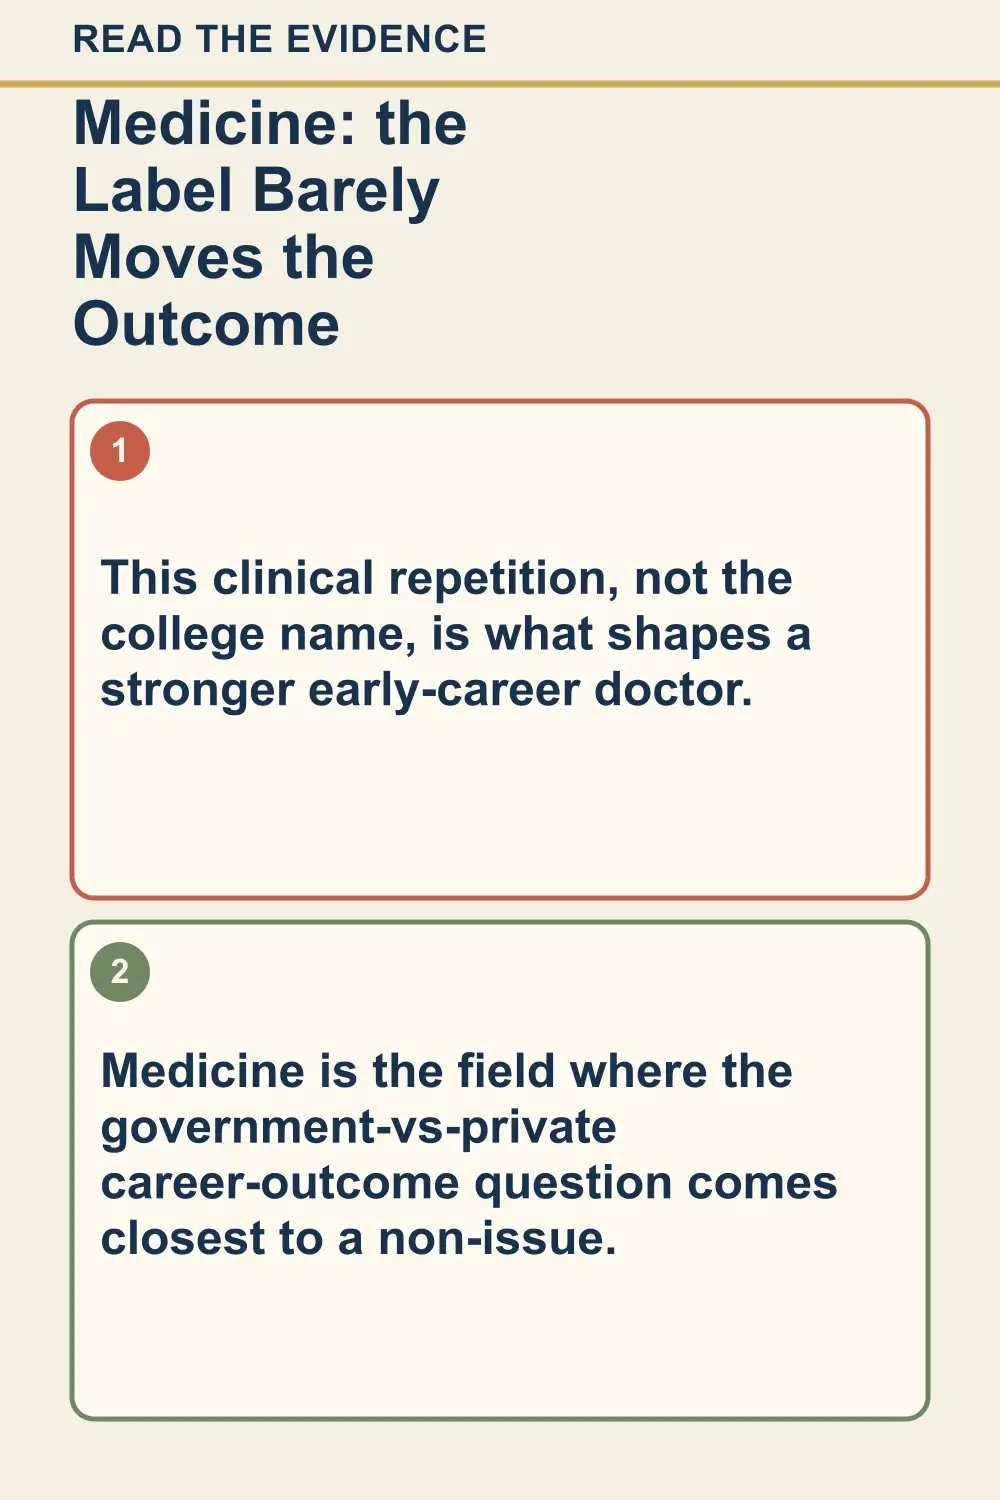 READ THE EVIDENCE
Medicine: the
Label Barely
Moves the
Outcome
1
This clinical repetition, not the
college name, is what shapes a
stronger early-career doctor.
2
Medicine is the field where the
government-vs-private
career-outcome question comes
closest to a non-issue.